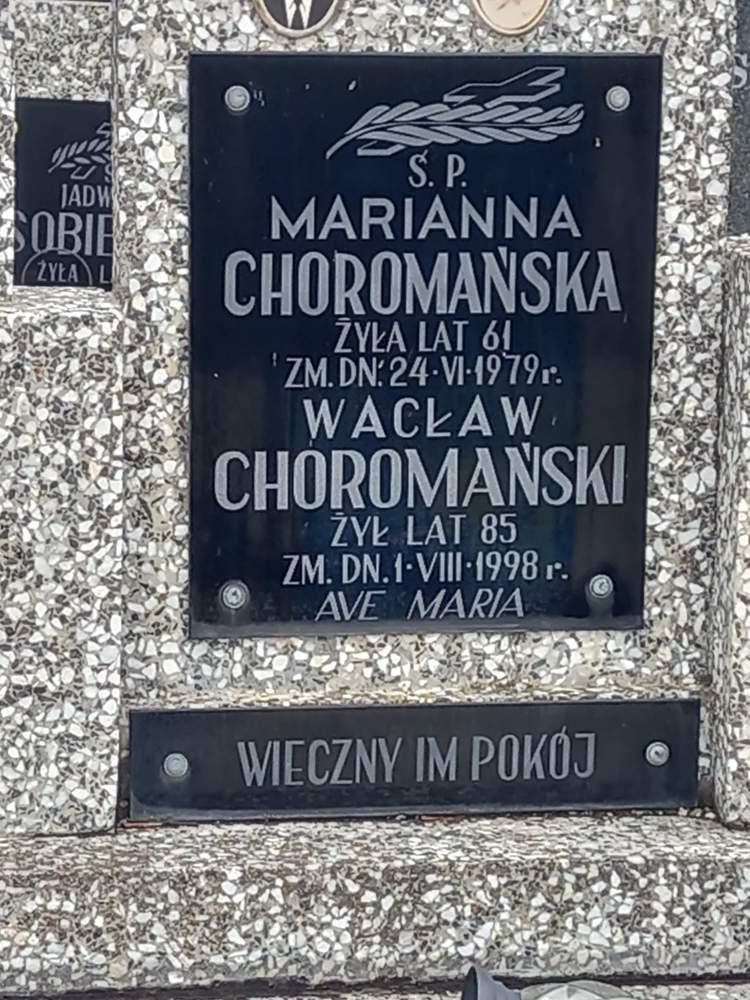 Ś. P.
MARIANNA
CHOROMAŃSKA
ŻYŁA LAT 61
ZM. DN. 24·VI·1979 r.
WACŁAW
CHOROMAŃSKI
ŻYŁ LAT 85
ZM. DN. 1·VIII·1998 r.
AVE MARIA
WIECZNY IM POKÓJ
ŻYŁA